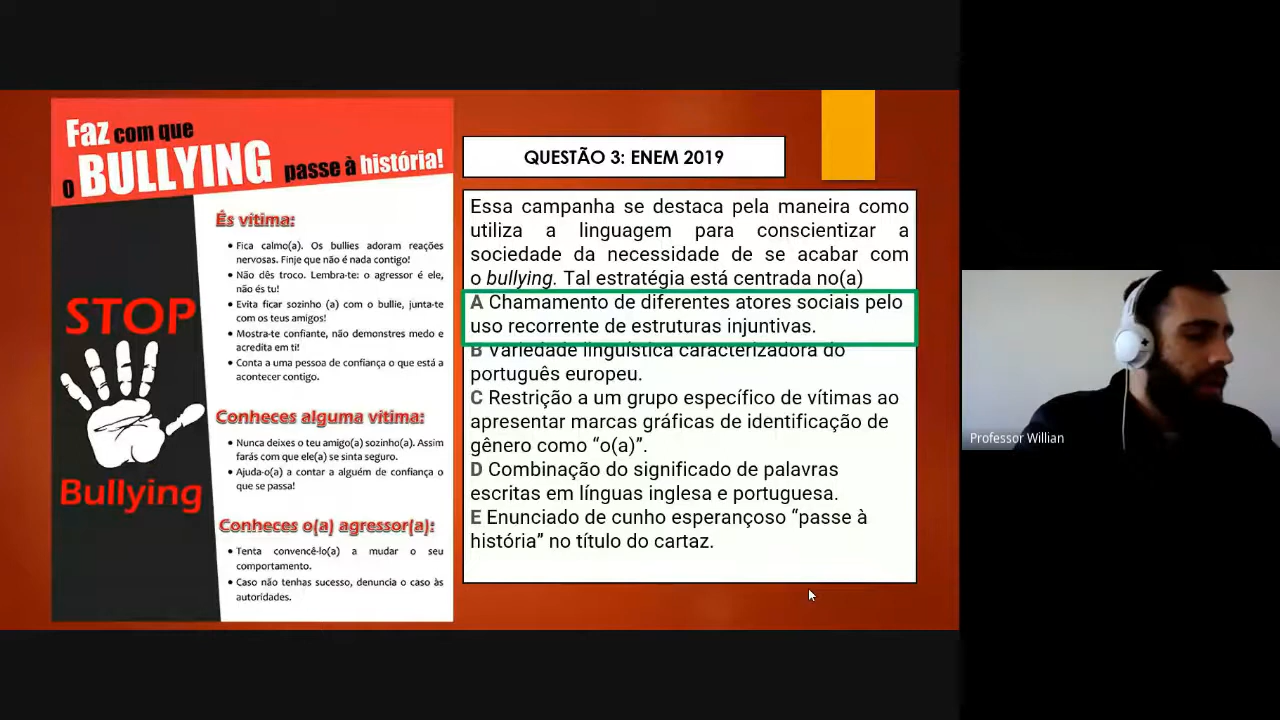 Faz com que
o BULLYING passe à história!
STOP
Bullying
És vítima:
• Fica calmo(a). Os bullies adoram reações
nervosas. Finje que não é nada contigo!
• Não dês troco. Lembra-te: o agressor é ele,
não és tu!
• Evita ficar sozinho (a) com o bullie, junta-te
com os teus amigos!
• Mostra-te confiante, não demonstres medo e
acredita em ti!
• Conta a uma pessoa de confiança o que está a
acontecer contigo.
Conheces alguma vítima:
• Nunca deixes o teu amigo(a) sozinho(a). Assim
farás com que ele(a) se sinta seguro.
• Ajuda-o(a) a contar a alguém de confiança o
que se passa!
Conheces o(a) agressor(a):
• Tenta convencê-lo(a) a mudar o seu
comportamento.
• Caso não tenhas sucesso, denuncia o caso às
autoridades.
QUESTÃO 3: ENEM 2019
Essa campanha se destaca pela maneira como
utiliza a linguagem para conscientizar a
sociedade da necessidade de se acabar com
o bullying. Tal estratégia está centrada no(a)
A Chamamento de diferentes atores sociais pelo
uso recorrente de estruturas injuntivas.
B Variedade linguística caracterizadora do
português europeu.
C Restrição a um grupo específico de vítimas ao
apresentar marcas gráficas de identificação de
gênero como “o(a)”.
D Combinação do significado de palavras
escritas em línguas inglesa e portuguesa.
E Enunciado de cunho esperançoso “passe à
história” no título do cartaz.
Professor Willian